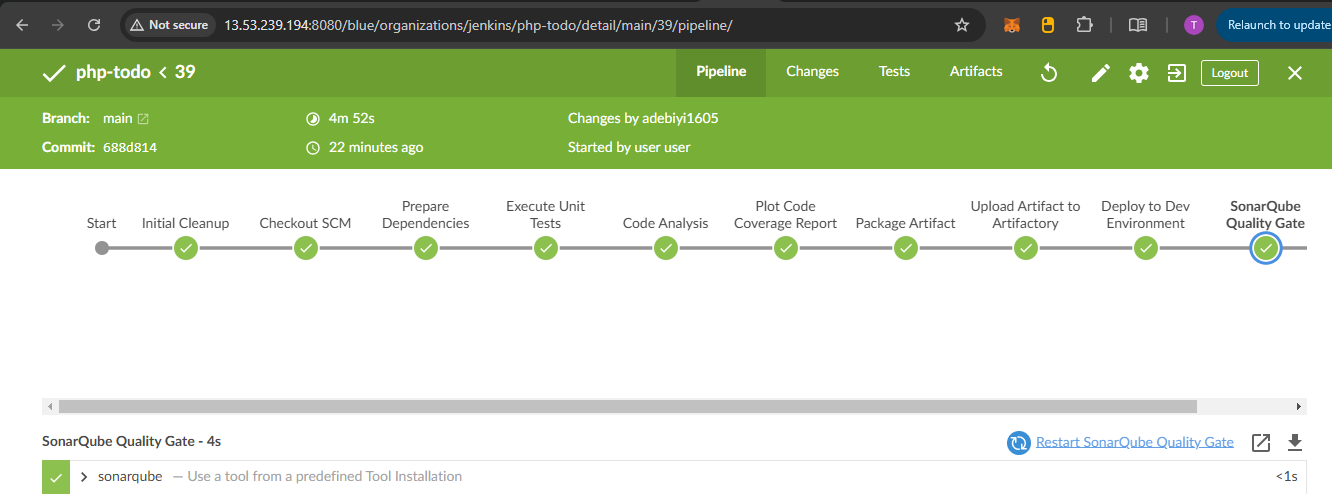 Not secure 13.53.239.194:8080/blue/organizations/jenkins/php-todo/detail/main/39/pipeline/ T Relaunch to update
php-todo < 39 Pipeline Changes Tests Artifacts Logout
Branch: main 4m 52s Changes by adebiyi1605
Commit: 688d814 22 minutes ago Started by user user
Start
Initial Cleanup
Checkout SCM
Prepare
Dependencies
Execute Unit
Tests
Code Analysis
Plot Code
Coverage Report
Package Artifact
Upload Artifact to
Artifactory
Deploy to Dev
Environment
SonarQube
Quality Gate
SonarQube Quality Gate - 4s Restart SonarQube Quality Gate
sonarqube — Use a tool from a predefined Tool Installation <1s